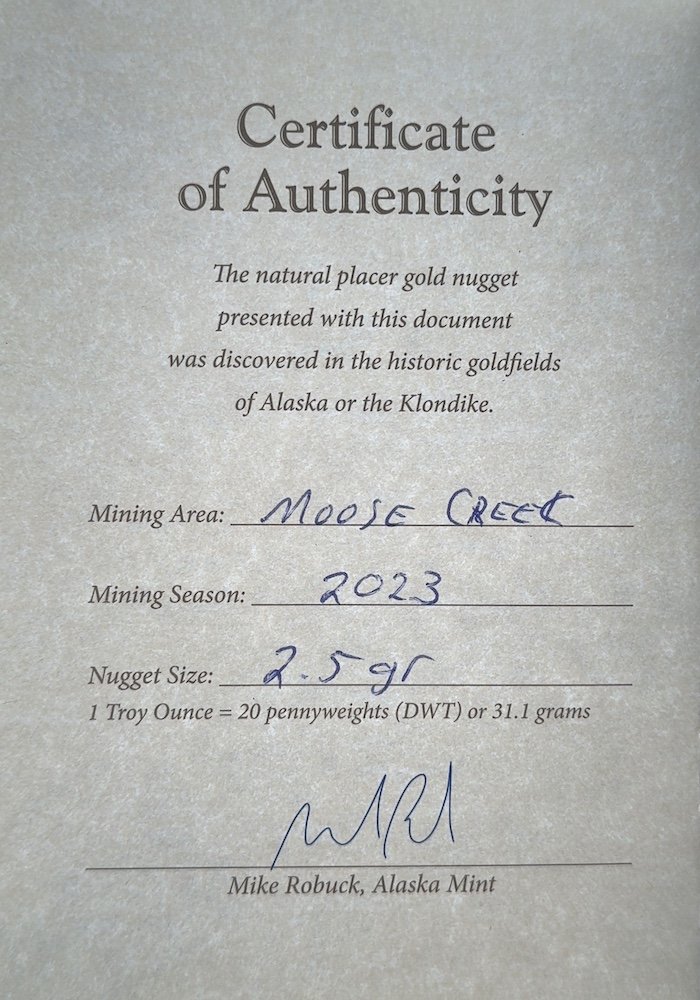 Certificate
of Authenticity
The natural placer gold nugget
presented with this document
was discovered in the historic goldfields
of Alaska or the Klondike.
Mining Area: MOOSE CREEK
Mining Season: 2023
Nugget Size: 2.5 gr
1 Troy Ounce = 20 pennyweights (DWT) or 31.1 grams
Mike Robuck, Alaska Mint